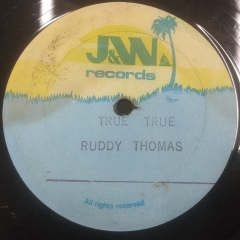 J&W
records
TRUE TRUE
RUDDY THOMAS
All rights reserved